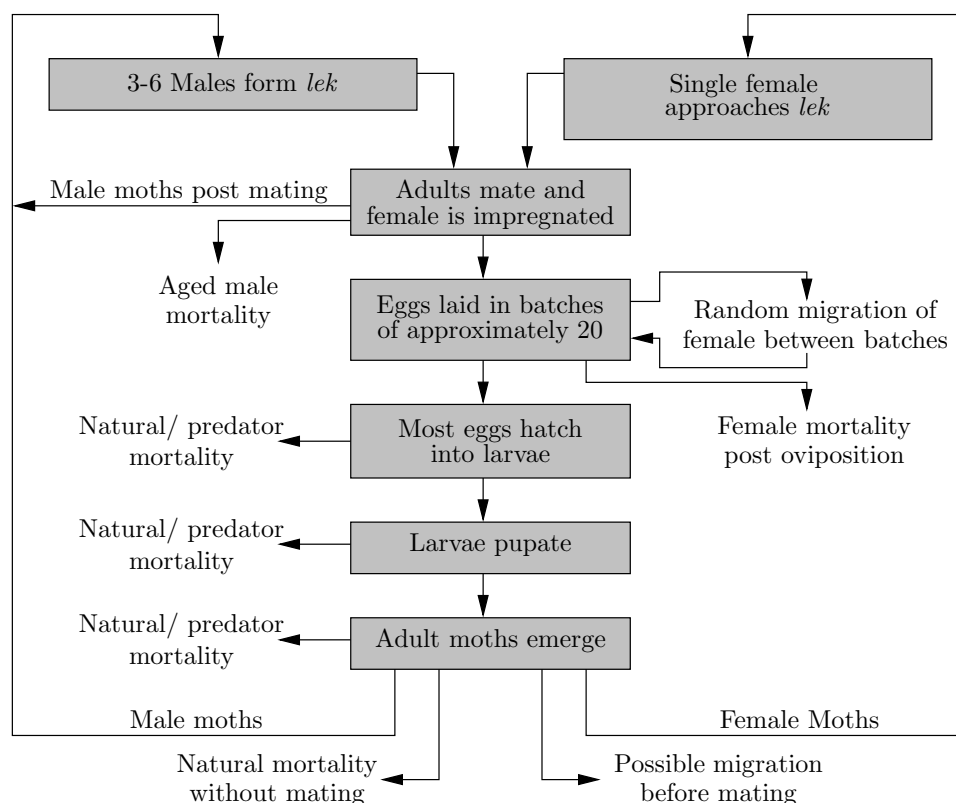 3-6 Males form lek
Single female
approaches lek
Male moths post mating
Adults mate and
female is impregnated
Aged male
mortality
Eggs laid in batches
of approximately 20
Random migration of
female between batches
Natural/ predator
mortality
Most eggs hatch
into larvae
Female mortality
post oviposition
Natural/ predator
mortality
Larvae pupate
Natural/ predator
mortality
Adult moths emerge
Male moths
Female Moths
Natural mortality
without mating
Possible migration
before mating